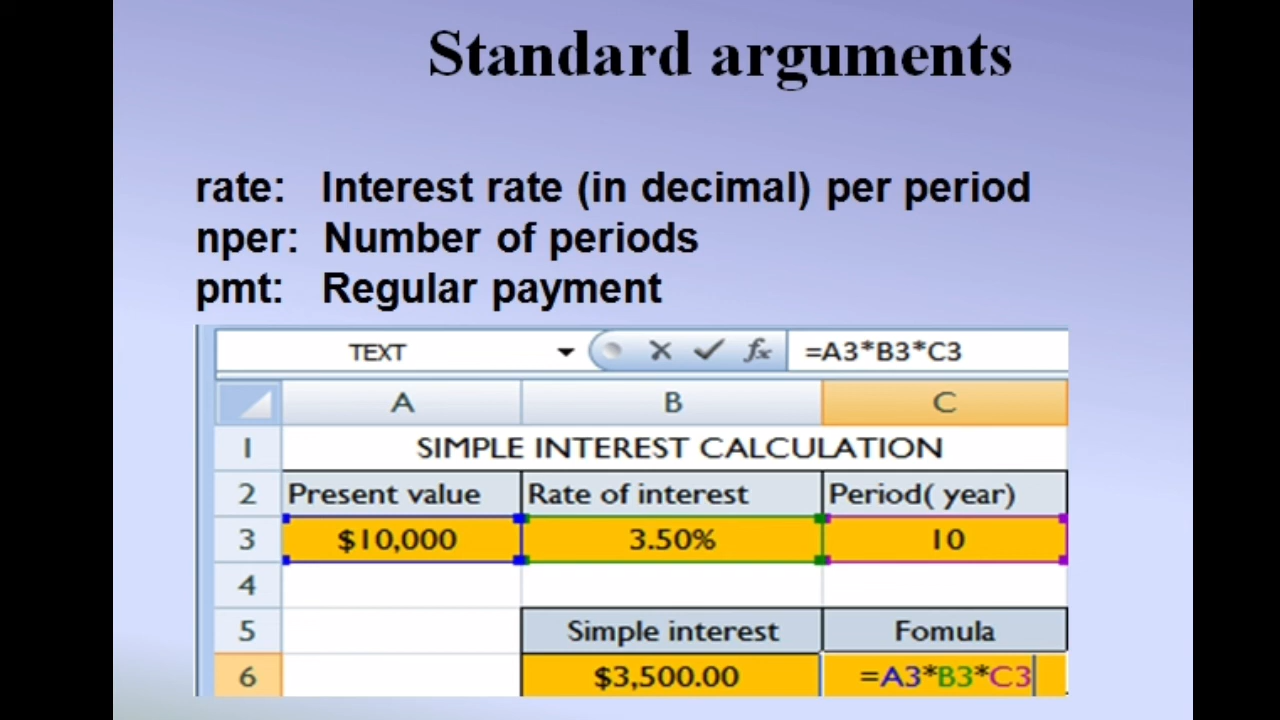 Standard arguments
rate: Interest rate (in decimal) per period
nper: Number of periods
pmt: Regular payment
TEXT fx =A3*B3*C3
A B C
1 SIMPLE INTEREST CALCULATION
2 Present value Rate of interest Period( year)
3 $10,000 3.50% 10
4
5 Simple interest Fomula
6 $3,500.00 =A3*B3*C3